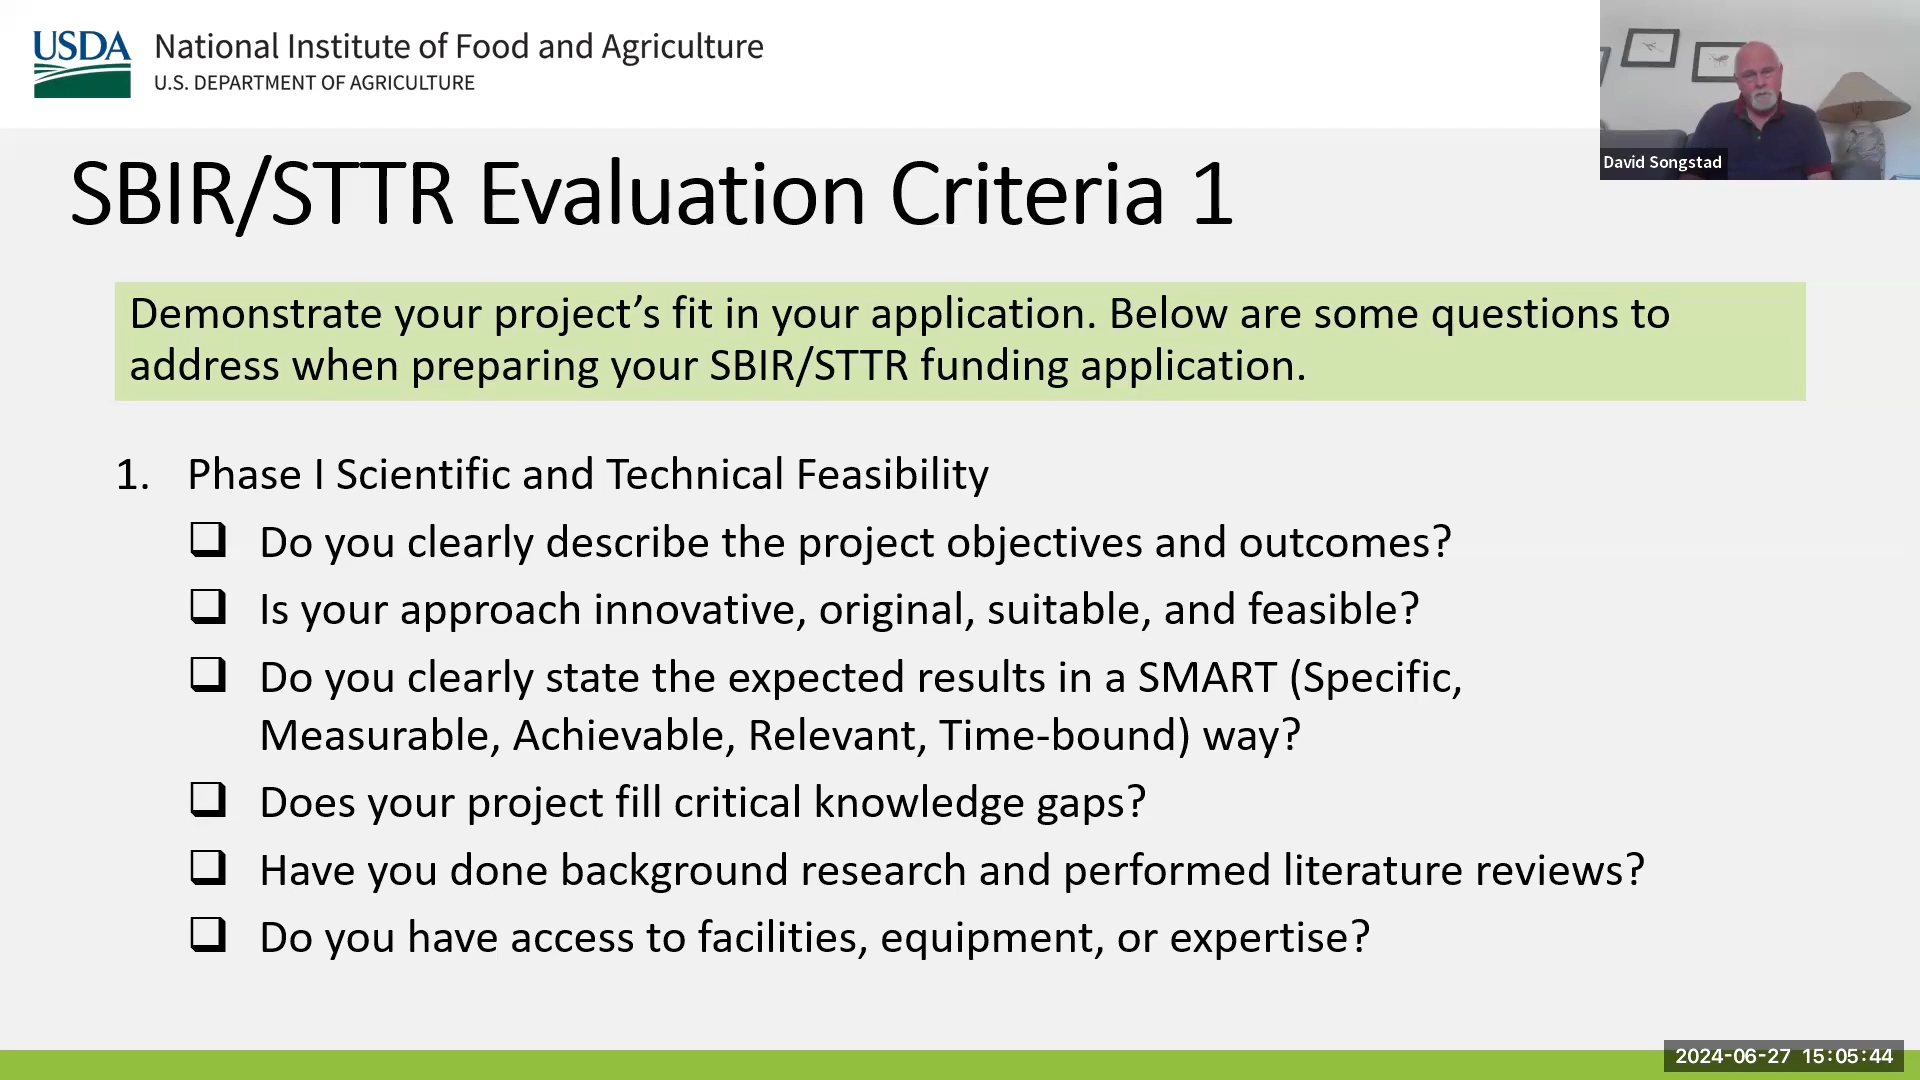 USDA
National Institute of Food and Agriculture
U.S. DEPARTMENT OF AGRICULTURE
David Songstad
SBIR/STTR Evaluation Criteria 1
Demonstrate your project’s fit in your application. Below are some questions to
address when preparing your SBIR/STTR funding application.
1. Phase I Scientific and Technical Feasibility
❑ Do you clearly describe the project objectives and outcomes?
❑ Is your approach innovative, original, suitable, and feasible?
❑ Do you clearly state the expected results in a SMART (Specific,
Measurable, Achievable, Relevant, Time-bound) way?
❑ Does your project fill critical knowledge gaps?
❑ Have you done background research and performed literature reviews?
❑ Do you have access to facilities, equipment, or expertise?
2024-06-27 15:05:44